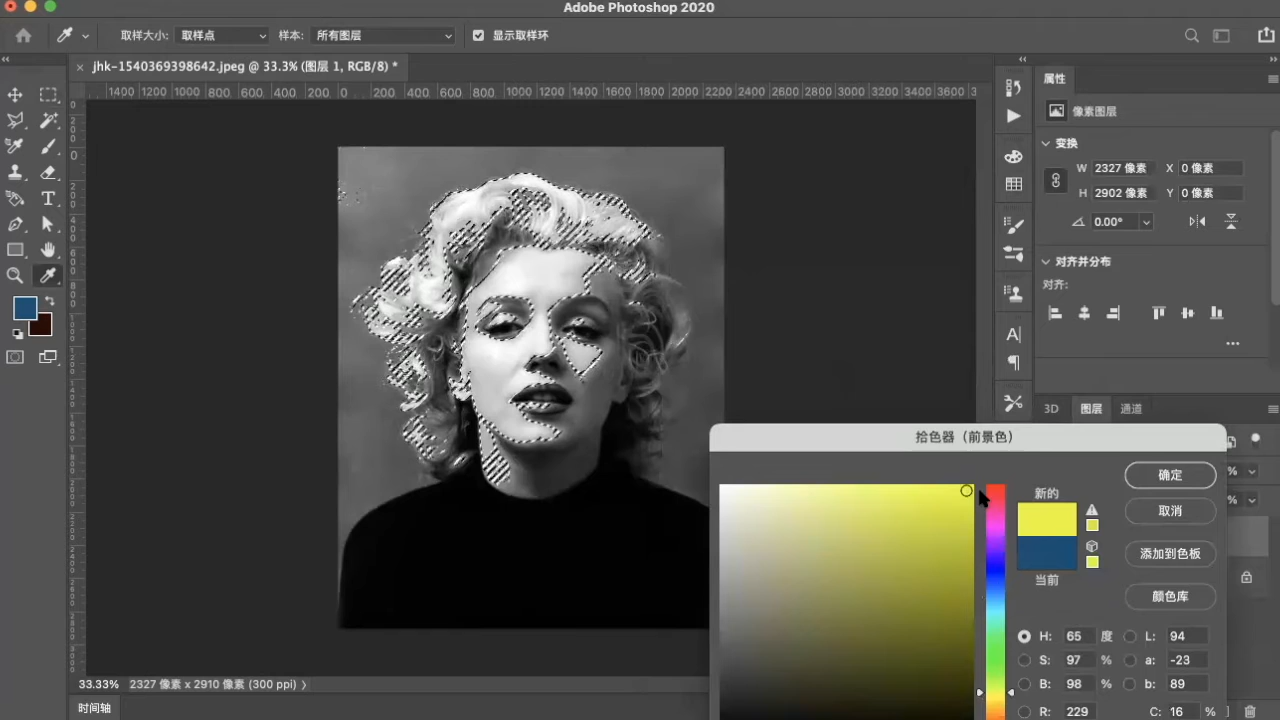 Adobe Photoshop 2020
取样大小: 取样点 样本: 所有图层 显示取样环
× jhk-1540369398642.jpeg @ 33.3% (图层 1, RGB/8) *
1400 1200 1000 800 600 400 200 0 200 400 600 800 1000 1200 1400 1600 1800 2000 2200 2400 2600 2800 3000 3200 3400 3600 3
属性
像素图层
变换
W 2327 像素 X 0 像素
H 2902 像素 Y 0 像素
0.00°
对齐并分布
对齐:
...
3D 图层 通道
拾色器（前景色）
确定
新的
取消
添加到色板
当前
颜色库
H: 65 度 L: 94
S: 97 % a: -23
B: 98 % b: 89
R: 229 C: 16 %
33.33% 2327 像素 x 2910 像素 (300 ppi)
时间轴